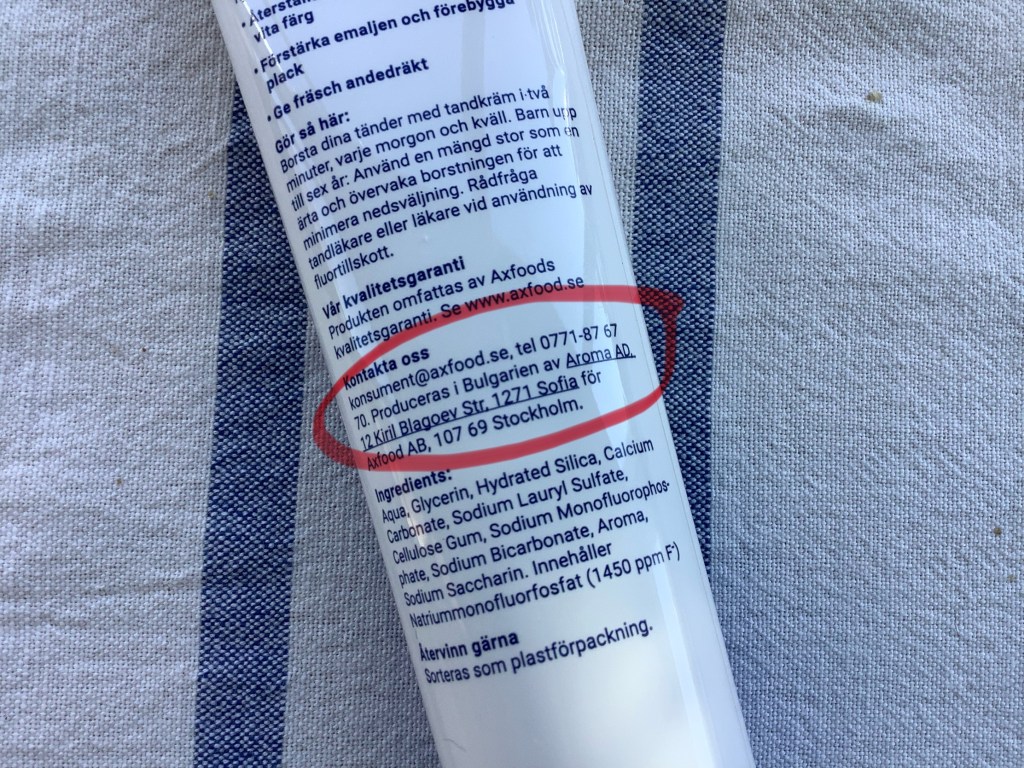 • Återstäl
vita färg
• Förstärka emaljen och förebygga
plack
• Ge fräsch andedräkt
Gör så här:
Borsta dina tänder med tandkräm i två
minuter, varje morgon och kväll. Barn upp
till sex år: Använd en mängd stor som en
ärta och övervaka borstningen för att
minimera nedsväljning. Rådfråga
tandläkare eller läkare vid användning av
fluortillskott.
Vår kvalitetsgaranti
Produkten omfattas av Axfoods
kvalitetsgaranti. Se www.axfood.se
Kontakta oss
konsument@axfood.se, tel 0771-87 67
70. Produceras i Bulgarien av Aroma AD,
12 Kiril Blagoev Str, 1271 Sofia för
Axfood AB, 107 69 Stockholm.
Ingredients:
Aqua, Glycerin, Hydrated Silica, Calcium
Carbonate, Sodium Lauryl Sulfate,
Cellulose Gum, Sodium Monofluorophos-
phate, Sodium Bicarbonate, Aroma,
Sodium Saccharin. Innehåller
Natriummonofluorfosfat (1450 ppm F)
Återvinn gärna
Sorteras som plastförpackning.